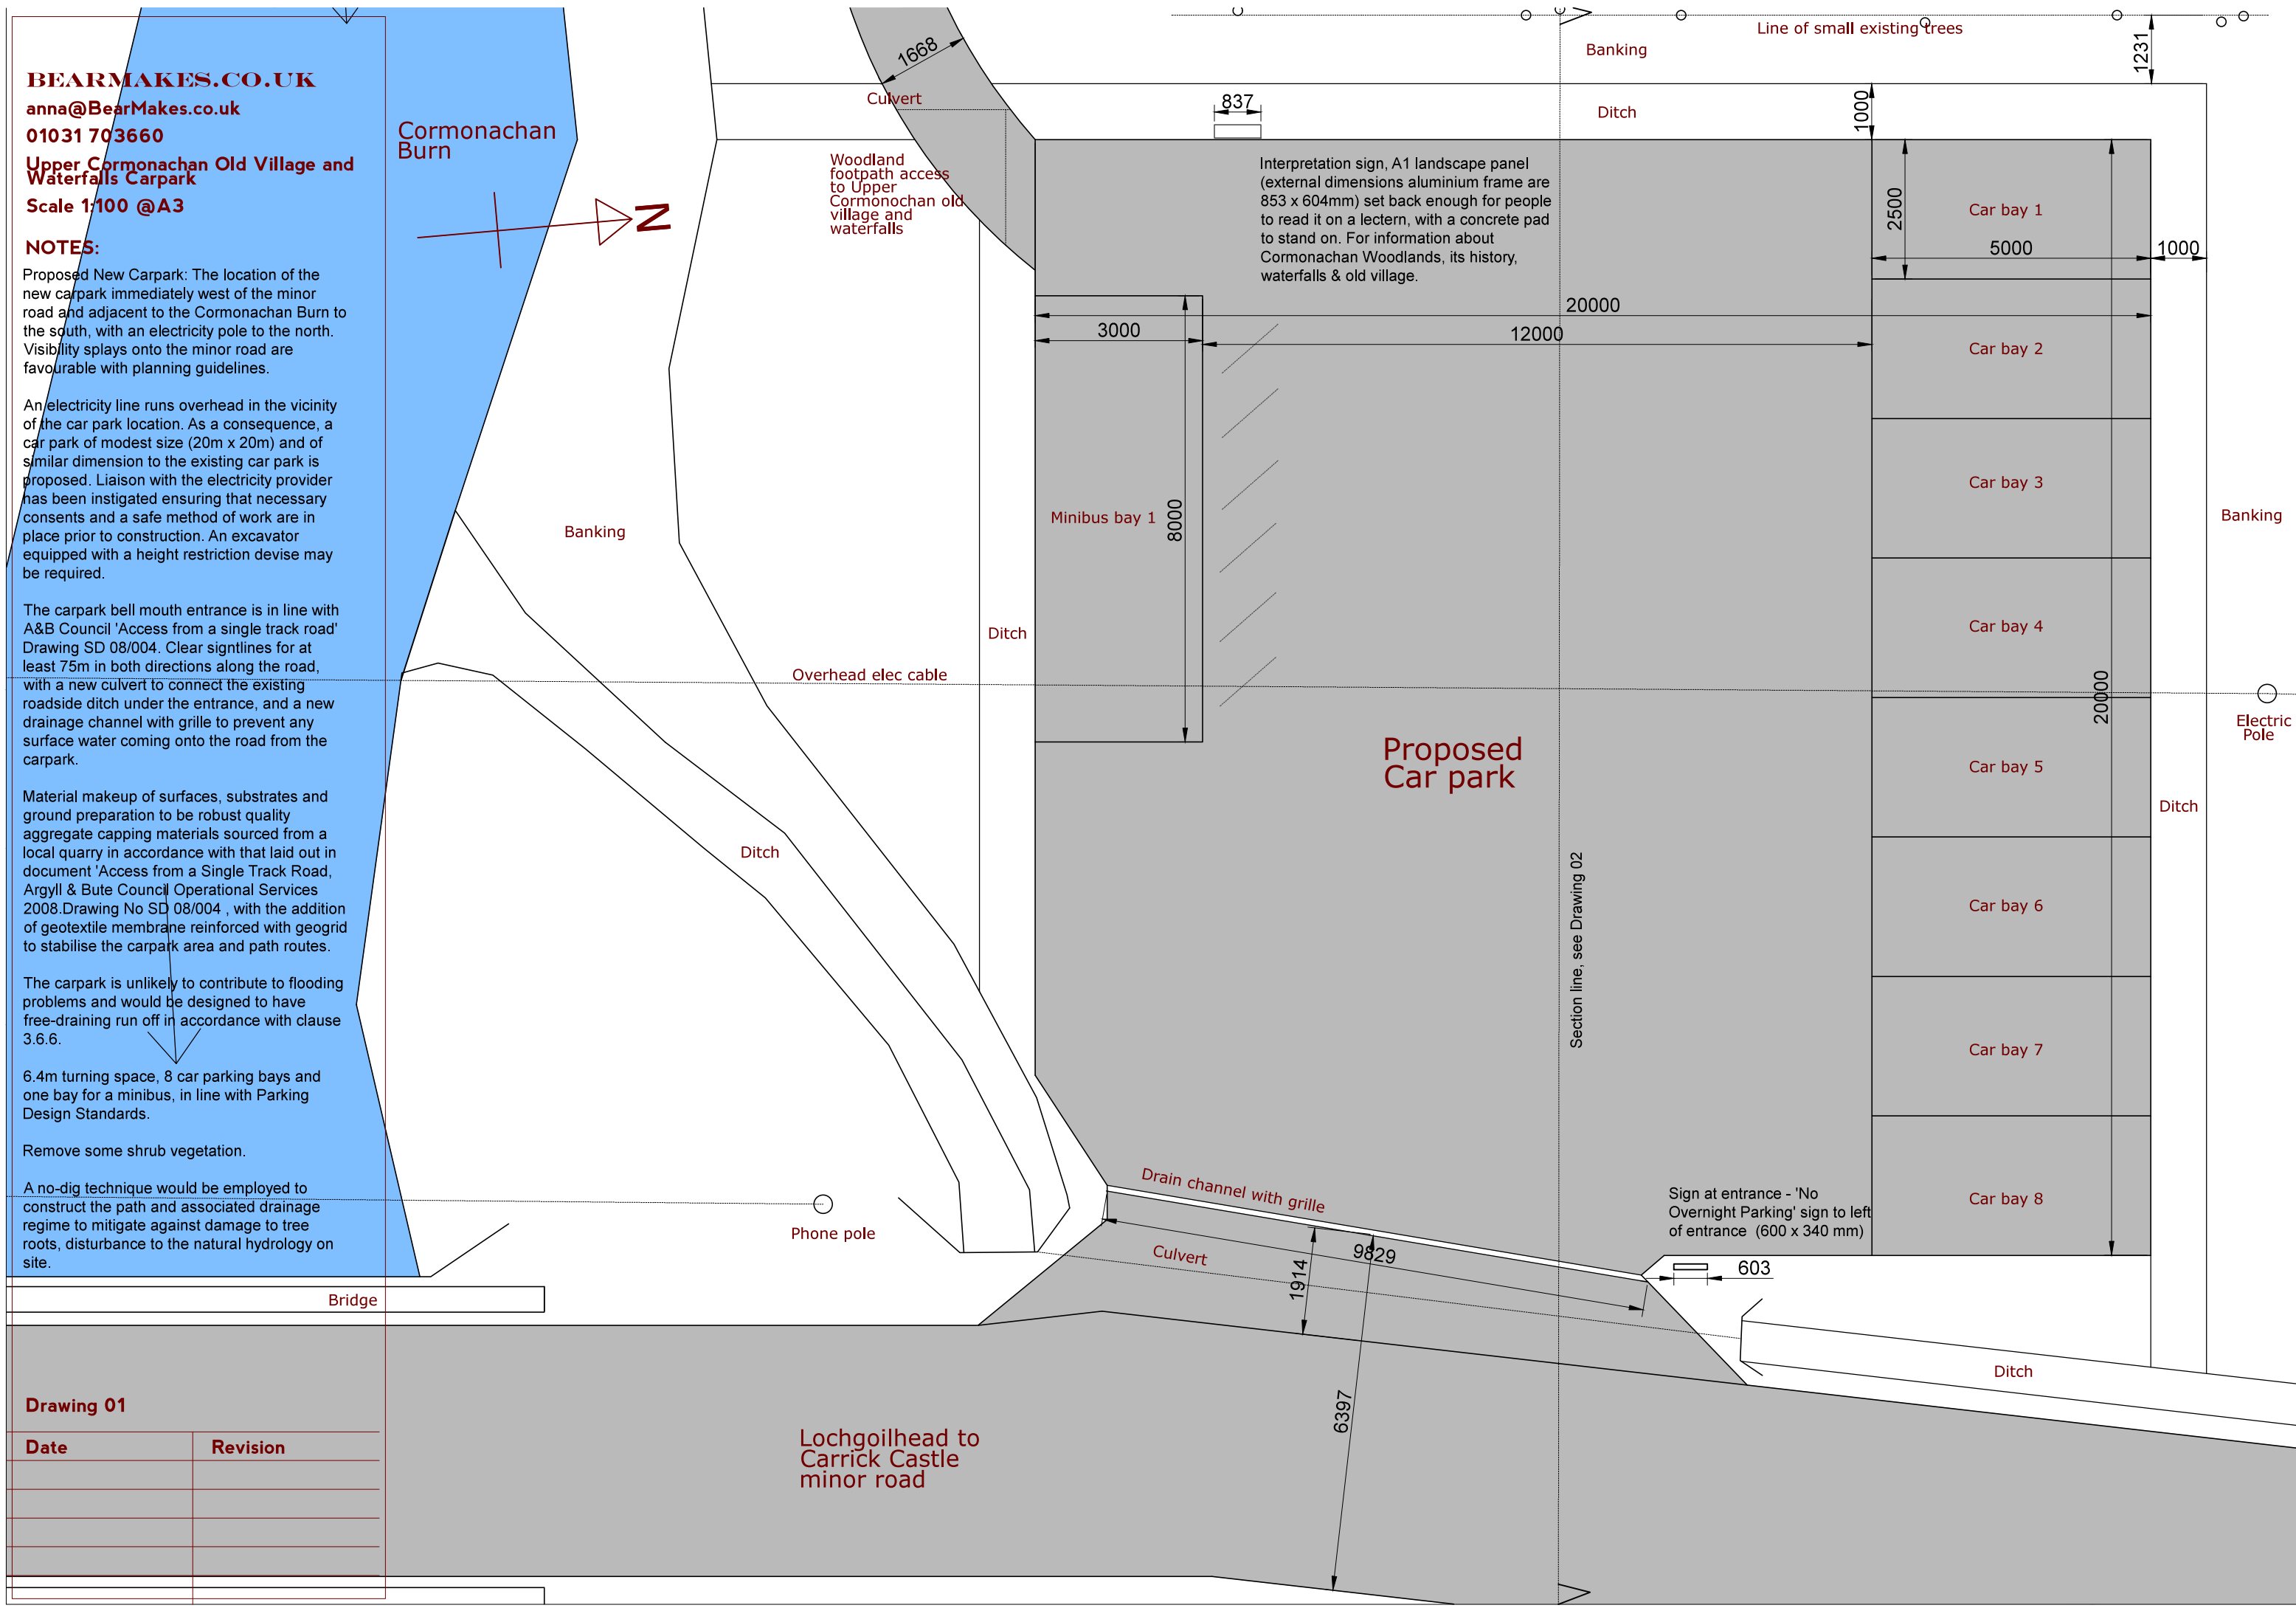 BEARMAKES.CO.UK
anna@BearMakes.co.uk
01031 703660
Upper Cormonachan Old Village and
Waterfalls Carpark
Scale 1:100 @A3
NOTES:
Proposed New Carpark: The location of the
new carpark immediately west of the minor
road and adjacent to the Cormonachan Burn to
the south, with an electricity pole to the north.
Visibility splays onto the minor road are
favourable with planning guidelines.
An electricity line runs overhead in the vicinity
of the car park location. As a consequence, a
car park of modest size (20m x 20m) and of
similar dimension to the existing car park is
proposed. Liaison with the electricity provider
has been instigated ensuring that necessary
consents and a safe method of work are in
place prior to construction. An excavator
equipped with a height restriction devise may
be required.
The carpark bell mouth entrance is in line with
A&B Council 'Access from a single track road'
Drawing SD 08/004. Clear signtlines for at
least 75m in both directions along the road,
with a new culvert to connect the existing
roadside ditch under the entrance, and a new
drainage channel with grille to prevent any
surface water coming onto the road from the
carpark.
Material makeup of surfaces, substrates and
ground preparation to be robust quality
aggregate capping materials sourced from a
local quarry in accordance with that laid out in
document 'Access from a Single Track Road,
Argyll & Bute Council Operational Services
2008.Drawing No SD 08/004 , with the addition
of geotextile membrane reinforced with geogrid
to stabilise the carpark area and path routes.
The carpark is unlikely to contribute to flooding
problems and would be designed to have
free-draining run off in accordance with clause
3.6.6.
6.4m turning space, 8 car parking bays and
one bay for a minibus, in line with Parking
Design Standards.
Remove some shrub vegetation.
A no-dig technique would be employed to
construct the path and associated drainage
regime to mitigate against damage to tree
roots, disturbance to the natural hydrology on
site.
Drawing 01
Date
Revision
Cormonachan
Burn
N
Banking
Ditch
Phone pole
Bridge
Lochgoilhead to
Carrick Castle
minor road
1668
Culvert
Woodland
footpath access
to Upper
Cormonochan old
village and
waterfalls
Overhead elec cable
Ditch
837
Interpretation sign, A1 landscape panel
(external dimensions aluminium frame are
853 x 604mm) set back enough for people
to read it on a lectern, with a concrete pad
to stand on. For information about
Cormonachan Woodlands, its history,
waterfalls & old village.
Banking
Line of small existing trees
1231
Ditch
1000
2500
5000
1000
20000
3000
12000
Minibus bay 1
8000
Proposed
Car park
Section line, see Drawing 02
Car bay 1
Car bay 2
Car bay 3
Car bay 4
Car bay 5
Car bay 6
Car bay 7
Car bay 8
20000
Banking
Electric
Pole
Ditch
Drain channel with grille
Culvert
9829
1914
6397
Sign at entrance - 'No
Overnight Parking' sign to left
of entrance (600 x 340 mm)
603
Ditch